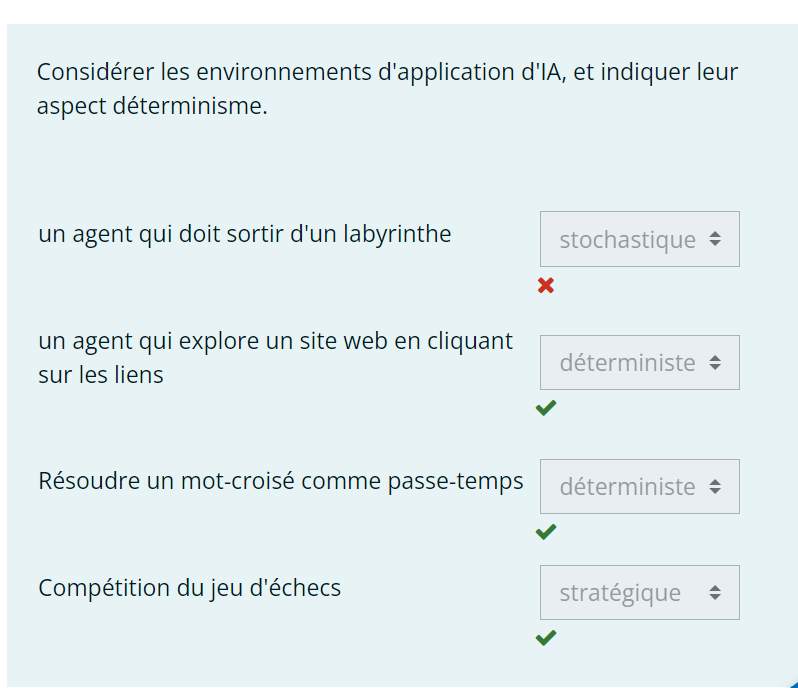 Considérer les environnements d'application d'IA, et indiquer leur
aspect déterminisme.
un agent qui doit sortir d'un labyrinthe
stochastique
un agent qui explore un site web en cliquant
sur les liens
déterministe
Résoudre un mot-croisé comme passe-temps
déterministe
Compétition du jeu d'échecs
stratégique